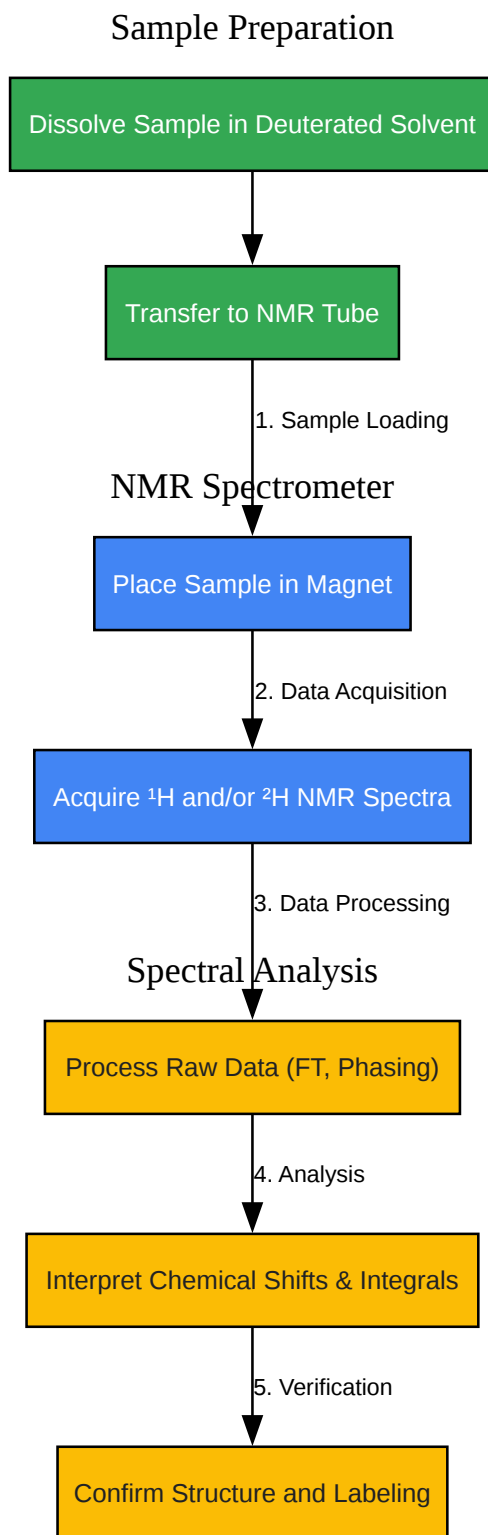 Sample Preparation
Dissolve Sample in Deuterated Solvent
Transfer to NMR Tube
1. Sample Loading
NMR Spectrometer
Place Sample in Magnet
2. Data Acquisition
Acquire ¹H and/or ²H NMR Spectra
3. Data Processing
Spectral Analysis
Process Raw Data (FT, Phasing)
4. Analysis
Interpret Chemical Shifts & Integrals
5. Verification
Confirm Structure and Labeling